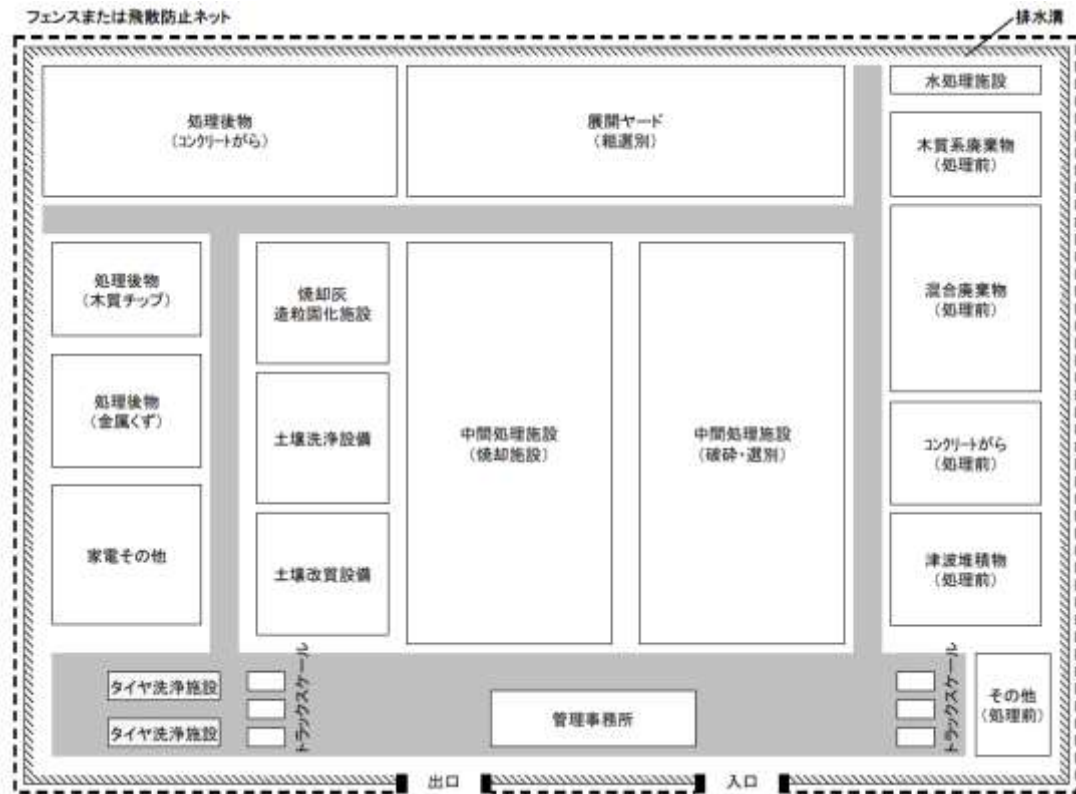 フェンスまたは飛散防止ネット
排水溝
処理後物
(コンクリートがら)
展開ヤード
(粗選別)
水処理施設
木質系廃棄物
(処理前)
処理後物
(木質チップ)
焼却灰
造粒固化施設
混合廃棄物
(処理前)
処理後物
(金属くず)
土壌洗浄設備
中間処理施設
(焼却施設)
中間処理施設
(破砕・選別)
コンクリートがら
(処理前)
家電その他
土壌改質設備
津波堆積物
(処理前)
タイヤ洗浄施設
タイヤ洗浄施設
トラックスケール
管理事務所
トラックスケール
その他
(処理前)
出口
入口